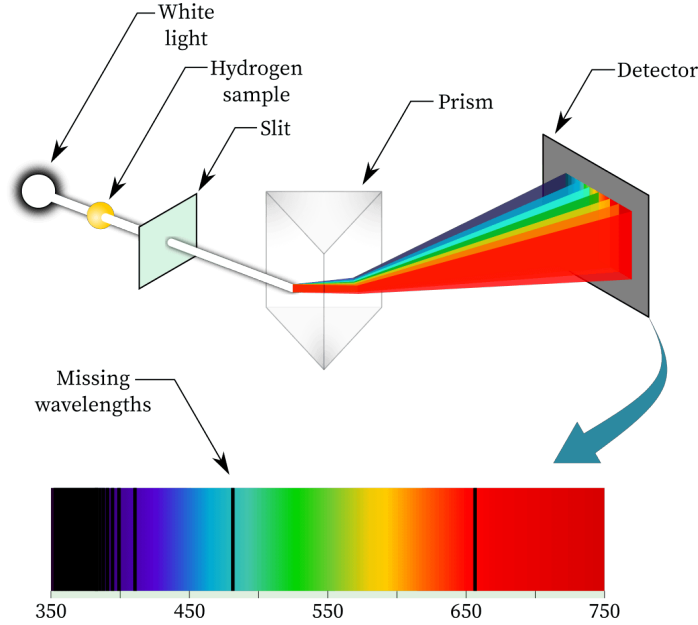 White
light
Hydrogen
sample
Slit
Prism
Detector
Missing
wavelengths
350 450 550 650 750